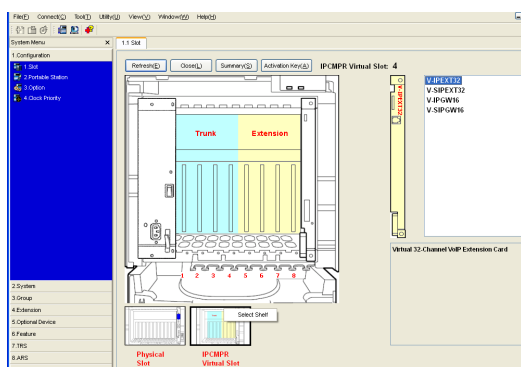 File(F) Connect(C) Tool(T) Utility(U) View(V) Window(W) Help(H)
System Menu
1.1 Slot
1.Configuration
1.Slot
2.Portable Station
3.Option
4.Clock Priority
Refresh(E) Close(L) Summary(S) Activation Key(A) IPCMPR Virtual Slot: 4
Trunk Extension
1 2 3 4 5 6 7 8
V-IPEXT32
V-IPEXT32
V-SIPEXT32
V-IPGW16
V-SIPGW16
Virtual 32-Channel VoIP Extension Card
2.System
3.Group
4.Extension
5.Optional Device
6.Feature
7.TRS
8.ARS
Select Shelf
Physical Slot
IPCMPR Virtual Slot